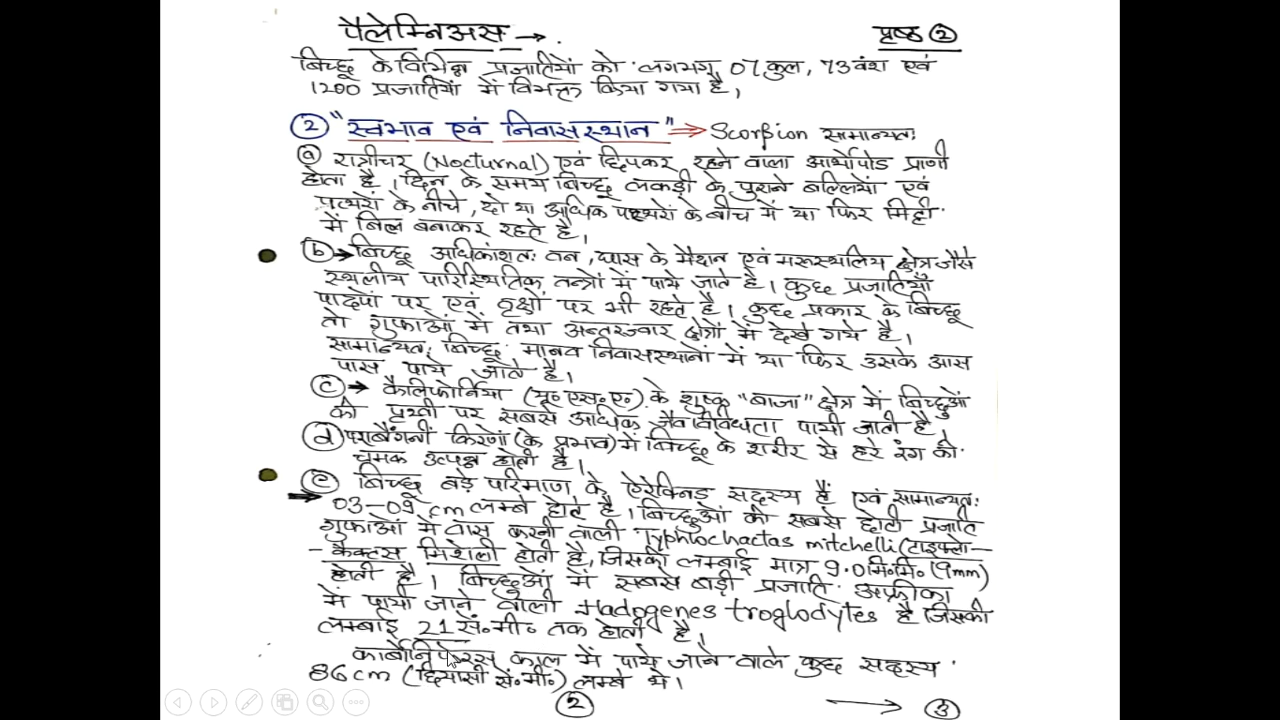 पैलेम्निअस →
पृष्ठ ②
बिच्छू के विभिन्न प्रजातियों को लगभग 07 कुल, 73 वंश एवं
1200 प्रजातियों में विभक्त किया गया है,
② "स्वभाव एवं निवास स्थान" ⇒ Scorpion सामान्यतः
ⓐ रात्रीचर (Nocturnal) एवं छिपकर रहने वाला आर्थोपोड प्राणी
होता है। दिन के समय बिच्छू लकड़ी के पुराने बल्लियों एवं
पत्थरों के नीचे, दो या अधिक पत्थरों के बीच में या फिर मिट्टी
में बिल बनाकर रहते है,
ⓑ→ बिच्छू अधिकांशतः वन, घास के मैदान एवं मरूस्थलिय क्षेत्र जैसे
स्थलीय पारिस्थितिक तन्त्रों में पाये जाते है। कुछ प्रजातियाँ
पादपों पर एवं वृक्षों पर भी रहते है। कुछ प्रकार के बिच्छू
तो गुफाओं में तथा अन्तरज्वार क्षेत्रों में देखे गये है।
सामान्यतः बिच्छू मानव निवासस्थानों में या फिर उसके आस
पास पाये जाते है।
ⓒ→ कैलिफोर्निया (यू॰ एस॰ ए॰) के शुष्क "बाजा" क्षेत्र में बिच्छुओं
की पृथ्वी पर सबसे अधिक जैवविविधता पायी जाती है,
ⓓ पराबैंगनी किरणों (के प्रभाव) में बिच्छू के शरीर से हरे रंग की
चमक उत्पन्न होती है।
ⓔ बिच्छू बड़े परिमाण के ऐरेक्निड सदस्य हैं एवं सामान्यतः
→ 03-09 cm लम्बे होते है। बिच्छुओं की सबसे छोटी प्रजाति
गुफाओं में वास करनी वाली Typhlochactas mitchelli (टाइफ्लो-
-कैक्टस मिशेली होती है, जिसकी लम्बाई मात्र 9.0 मि॰मि॰ (9mm)
होती है। बिच्छुओं में सबसे बड़ी प्रजाति अफ्रीका
में पायी जाने वाली Hadogenes troglodytes है जिसकी
लम्बाई 21 सें॰मी॰ तक होती है,
कार्बोनिफेरस काल में पाये जाने वाले कुछ सदस्य
86 cm (छियासी सें॰मी॰) लम्बे थे।
②
→ ③